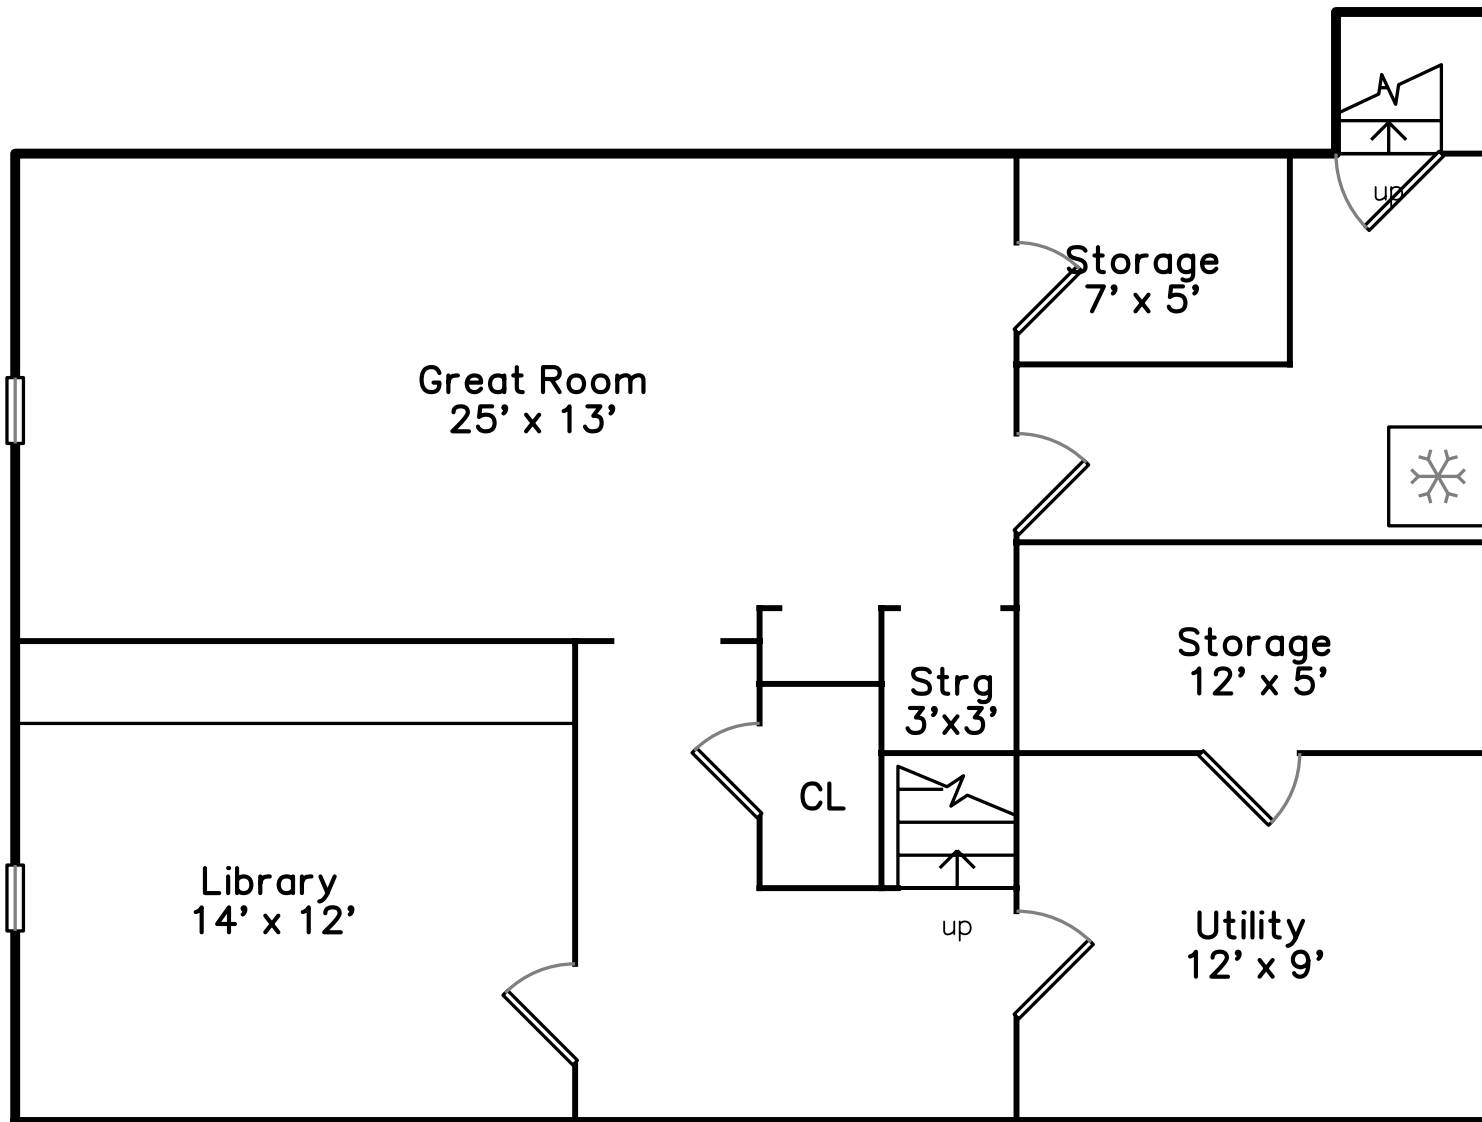 up
Storage
7' x 5'
Great Room
25' x 13'
Storage
12' x 5'
Strg
3'x3'
CL
Library
14' x 12'
up
Utility
12' x 9'